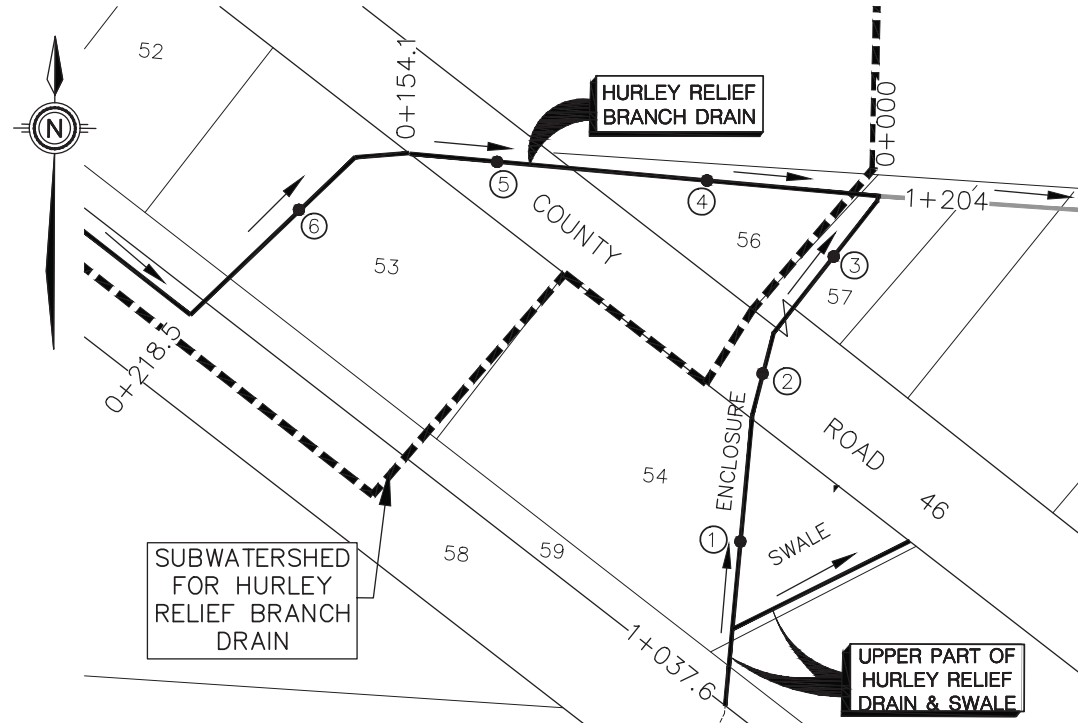 52
0+154.1
HURLEY RELIEF
BRANCH DRAIN
0+000
N
5
4
1+204
6
COUNTY
56
53
3
57
0+218.5
2
ENCLOSURE
ROAD
54
46
1
SWALE
SUBWATERSHED
FOR HURLEY
RELIEF BRANCH
DRAIN
58
59
1+037.6
UPPER PART OF
HURLEY RELIEF
DRAIN & SWALE